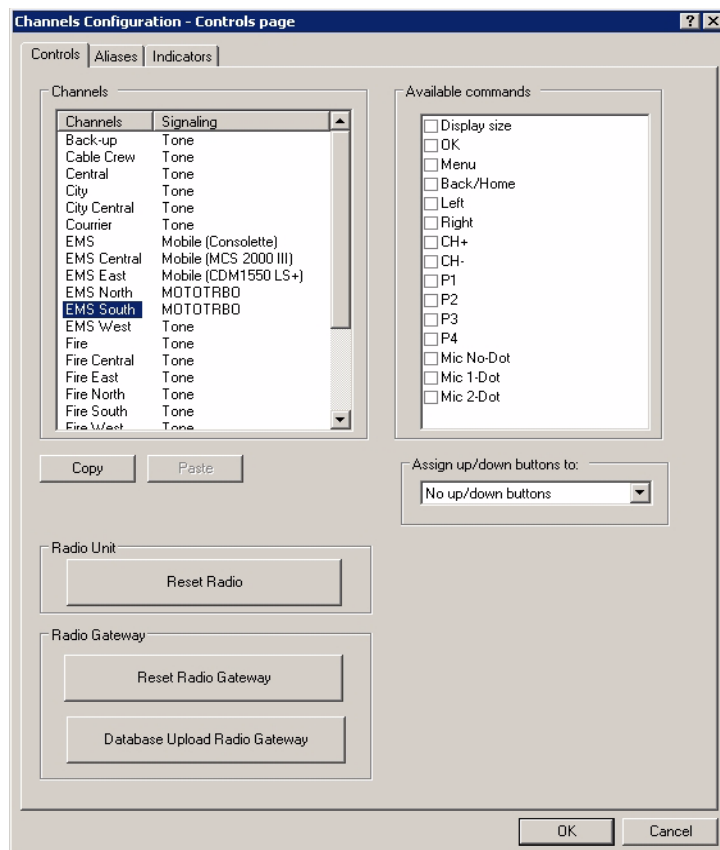 Channels Configuration - Controls page
Controls Aliases Indicators
Channels
Channels Signaling
Back-up Tone
Cable Crew Tone
Central Tone
City Tone
City Central Tone
Courrier Tone
EMS Mobile (Consolette)
EMS Central Mobile (MCS 2000 III)
EMS East Mobile (CDM1550 LS+)
EMS North MOTOTRBO
EMS South MOTOTRBO
EMS West Tone
Fire Tone
Fire Central Tone
Fire East Tone
Fire North Tone
Fire South Tone
Fire West Tone
Copy Paste
Radio Unit
Reset Radio
Radio Gateway
Reset Radio Gateway
Database Upload Radio Gateway
Available commands
Display size
OK
Menu
Back/Home
Left
Right
CH+
CH-
P1
P2
P3
P4
Mic No-Dot
Mic 1-Dot
Mic 2-Dot
Assign up/down buttons to:
No up/down buttons
OK Cancel